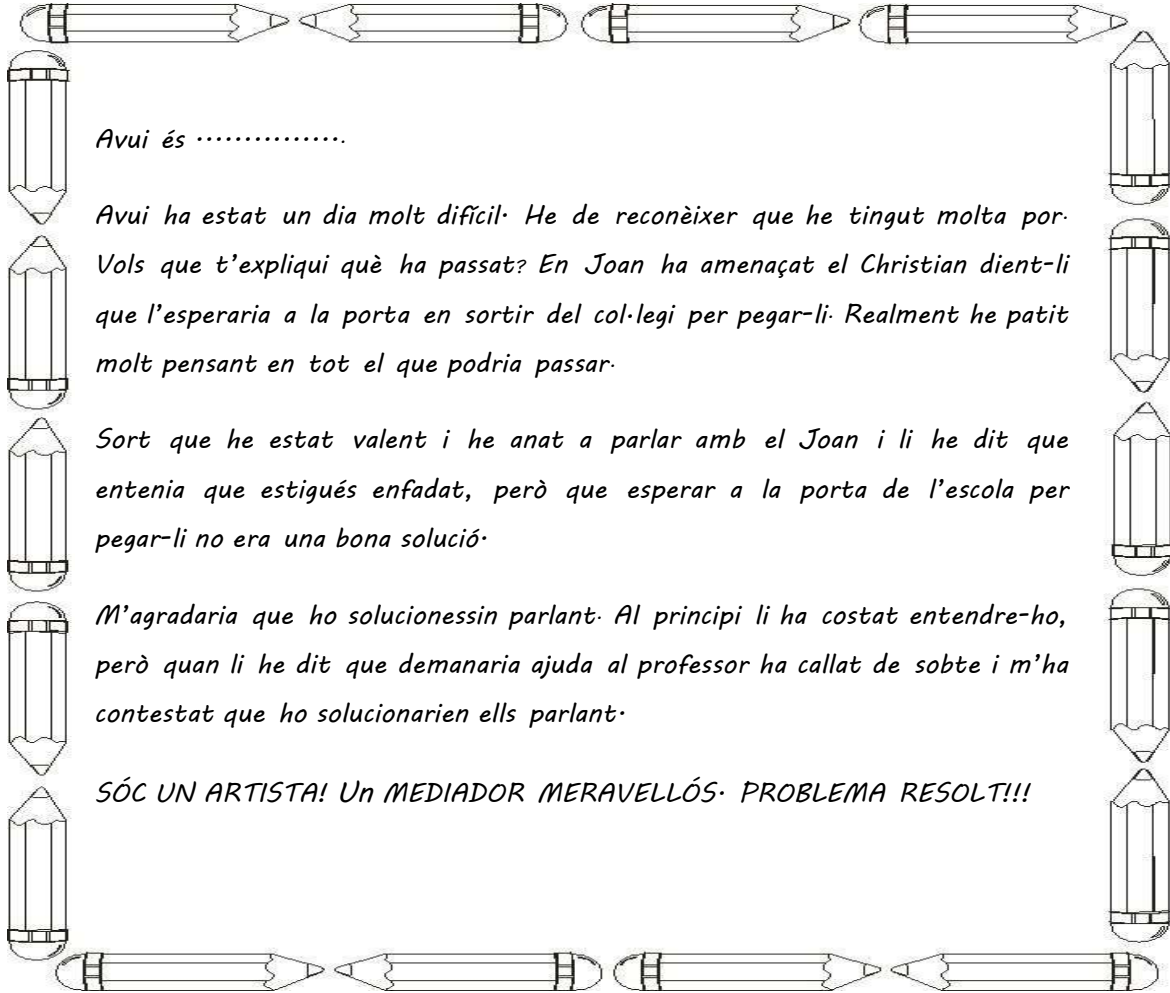 Avui és ................
Avui ha estat un dia molt difícil. He de reconèixer que he tingut molta por.
Vols que t'expliqui què ha passat? En Joan ha amenaçat el Christian dient-li
que l'esperaria a la porta en sortir del col·legi per pegar-li. Realment he patit
molt pensant en tot el que podria passar.
Sort que he estat valent i he anat a parlar amb el Joan i li he dit que
entenia que estigués enfadat, però que esperar a la porta de l'escola per
pegar-li no era una bona solució.
M'agradaria que ho solucionessin parlant. Al principi li ha costat entendre-ho,
però quan li he dit que demanaria ajuda al professor ha callat de sobte i m'ha
contestat que ho solucionarien ells parlant.
SÓC UN ARTISTA! Un MEDIADOR MERAVELLÓS. PROBLEMA RESOLT!!!